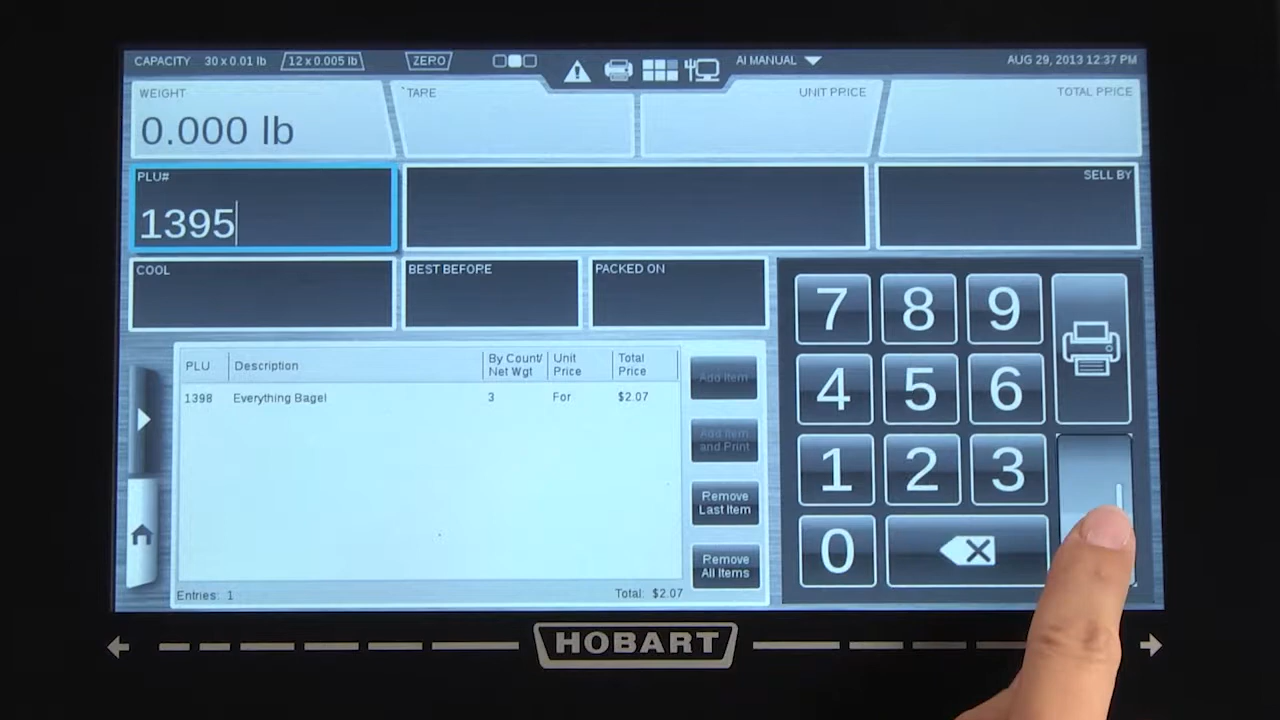 CAPACITY 30 x 0.01 lb 12 x 0.005 lb ZERO AI MANUAL AUG 29, 2013 12:37 PM
WEIGHT TAPE UNIT PRICE TOTAL PRICE
0.000 lb
PLU# SELL BY
1395
COOL BEST BEFORE PACKED ON
7 8 9
4 5 6
1 2 3
0
PLU Description By Count/ Net Wgt Unit Price Total Price
1398 Everything Bagel 3 For $2.07
Add Item
Add Item
and Print
Remove
Last Item
Remove
All Items
Entries: 1 Total: $2.07
HOBART